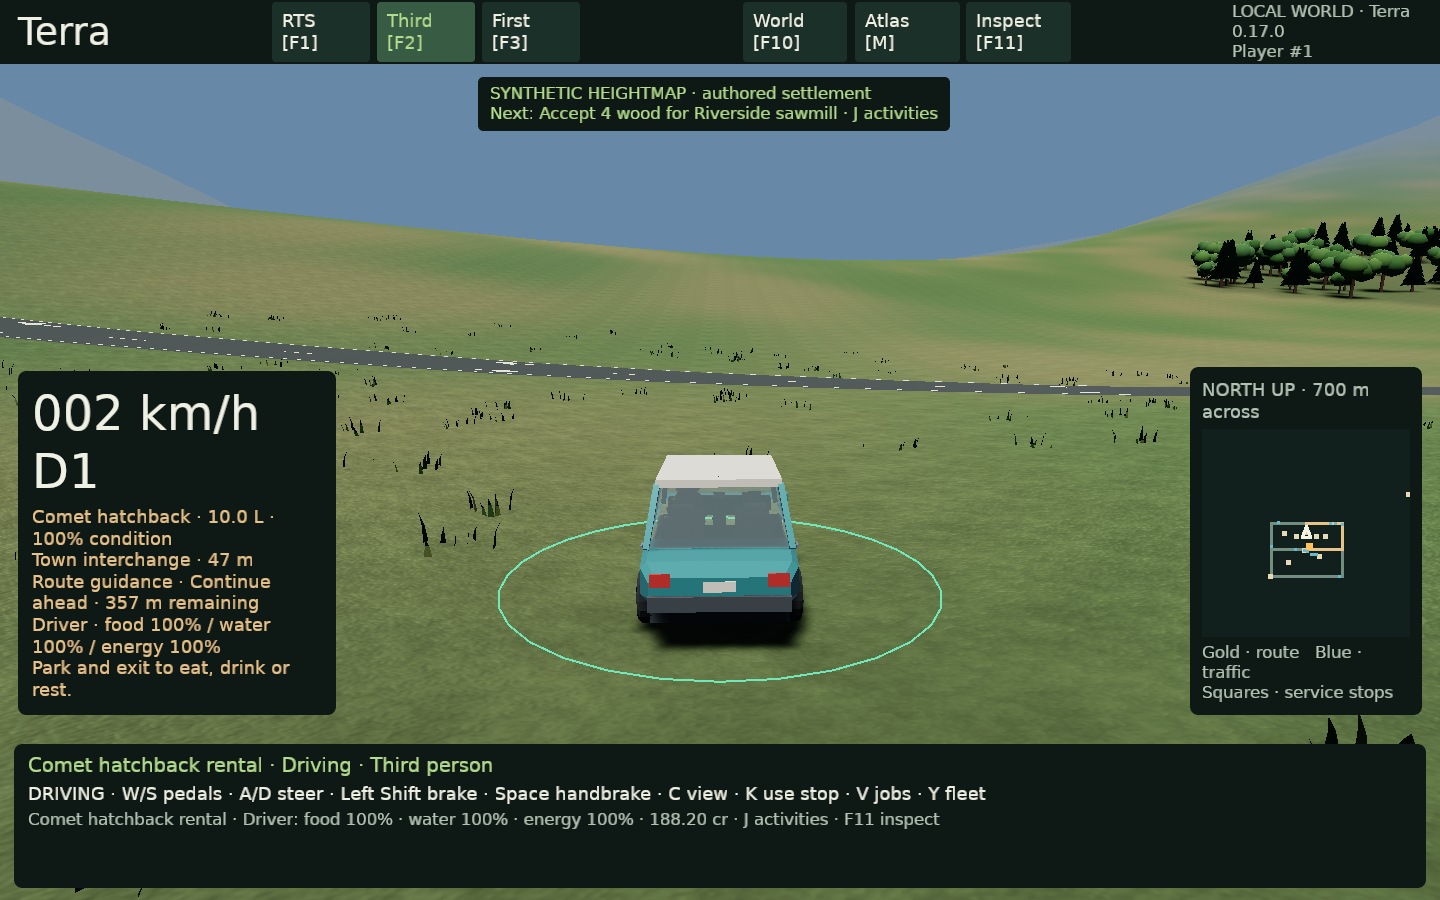 Terra
RTS
[F1]
Third
[F2]
First
[F3]
World
[F10]
Atlas
[M]
Inspect
[F11]
LOCAL WORLD · Terra
0.17.0
Player #1
SYNTHETIC HEIGHTMAP · authored settlement
Next: Accept 4 wood for Riverside sawmill · J activities
002 km/h
D1
Comet hatchback · 10.0 L ·
100% condition
Town interchange · 47 m
Route guidance · Continue
ahead · 357 m remaining
Driver · food 100% / water
100% / energy 100%
Park and exit to eat, drink or
rest.
NORTH UP · 700 m
across
Gold · route   Blue ·
traffic
Squares · service stops
Comet hatchback rental · Driving · Third person
DRIVING · W/S pedals · A/D steer · Left Shift brake · Space handbrake · C view · K use stop · V jobs · Y fleet
Comet hatchback rental · Driver: food 100% · water 100% · energy 100% · 188.20 cr · J activities · F11 inspect